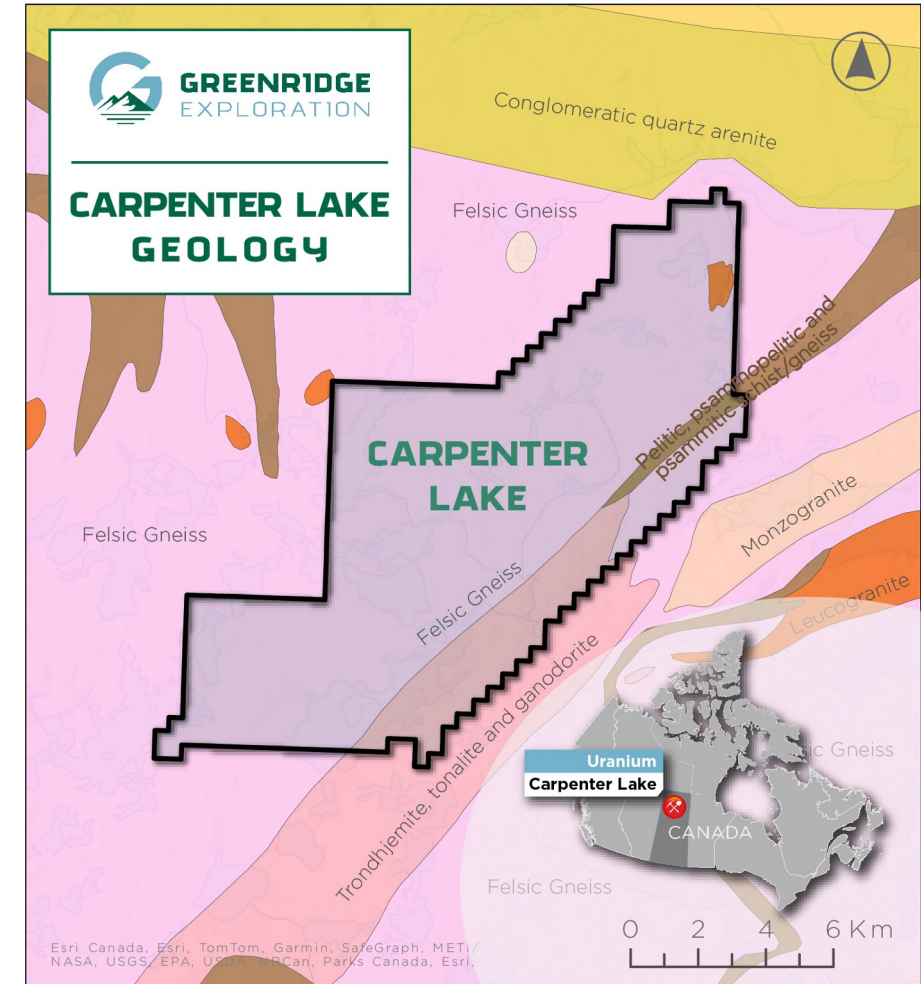 GREENRIDGE
EXPLORATION
CARPENTER LAKE
GEOLOGY
Conglomeratic quartz arenite
Felsic Gneiss
Pelitic, psammopelitic and
psammitic schist/gneiss
CARPENTER
LAKE
Monzogranite
Felsic Gneiss
Felsic Gneiss
Leucogranite
Trondhjemite, tonalite and ganodorite
ic Gneiss
Uranium
Carpenter Lake
CANADA
Felsic Gneiss
0 2 4 6 Km
Esri Canada, Esri, TomTom, Garmin, SafeGraph, METI/
NASA, USGS, EPA, USDA, NRCan, Parks Canada, Esri,